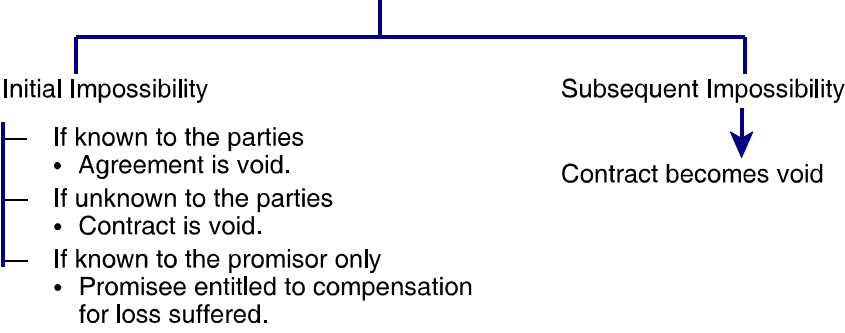 Initial Impossibility
If known to the parties
• Agreement is void.
If unknown to the parties
• Contract is void.
If known to the promisor only
• Promisee entitled to compensation
for loss suffered.
Subsequent Impossibility
Contract becomes void